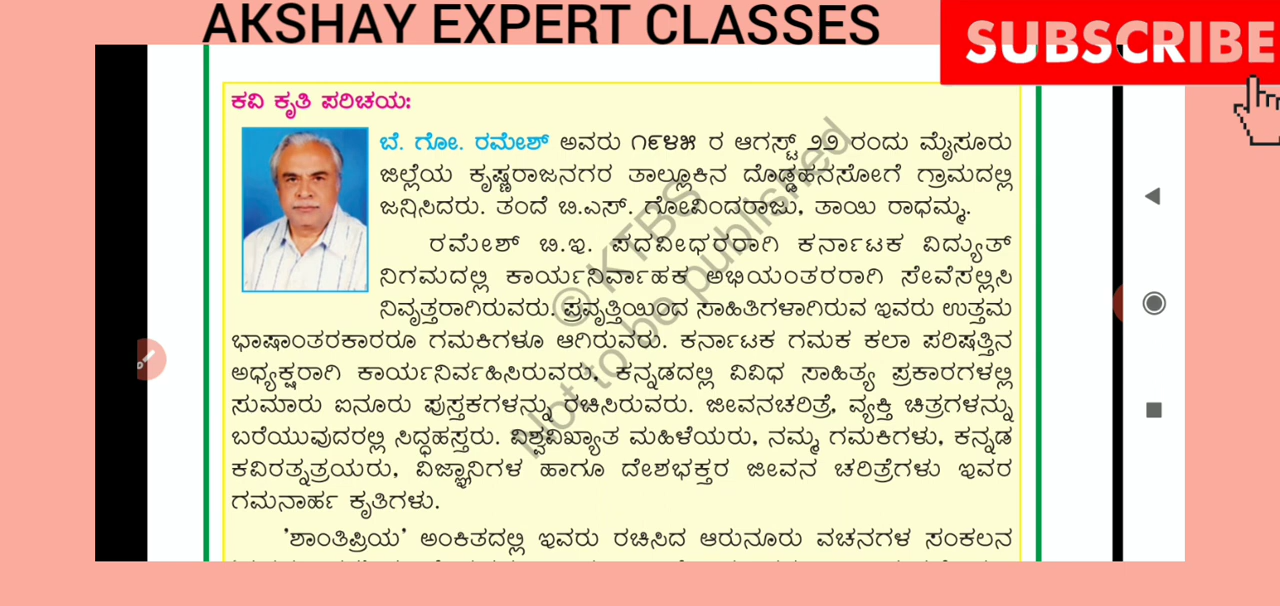 AKSHAY EXPERT CLASSES
SUBSCRIBE
ಕವಿ ಕೃತಿ ಪರಿಚಯ:
ಬೆ. ಗೋ. ರಮೇಶ್ ಅವರು ೧೯೪೫ ರ ಆಗಸ್ಟ್ ೨೨ ರಂದು ಮೈಸೂರು
ಜಿಲ್ಲೆಯ ಕೃಷ್ಣರಾಜನಗರ ತಾಲ್ಲೂಕಿನ ದೊಡ್ಡಹನಸೋಗೆ ಗ್ರಾಮದಲ್ಲಿ
ಜನಿಸಿದರು. ತಂದೆ ಬಿ.ಎಸ್. ಗೋವಿಂದರಾಜು, ತಾಯಿ ರಾಧಮ್ಮ.
ರಮೇಶ್ ಬಿ.ಇ. ಪದವೀಧರರಾಗಿ ಕರ್ನಾಟಕ ವಿದ್ಯುತ್
ನಿಗಮದಲ್ಲಿ ಕಾರ್ಯನಿರ್ವಾಹಕ ಅಭಿಯಂತರರಾಗಿ ಸೇವೆಸಲ್ಲಿಸಿ
ನಿವೃತ್ತರಾಗಿರುವರು. ಪ್ರವೃತ್ತಿಯಿಂದ ಸಾಹಿತಿಗಳಾಗಿರುವ ಇವರು ಉತ್ತಮ
ಭಾಷಾಂತರಕಾರರೂ ಗಮಕಿಗಳೂ ಆಗಿರುವರು. ಕರ್ನಾಟಕ ಗಮಕ ಕಲಾ ಪರಿಷತ್ತಿನ
ಅಧ್ಯಕ್ಷರಾಗಿ ಕಾರ್ಯನಿರ್ವಹಿಸಿರುವರು. ಕನ್ನಡದಲ್ಲಿ ವಿವಿಧ ಸಾಹಿತ್ಯ ಪ್ರಕಾರಗಳಲ್ಲಿ
ಸುಮಾರು ಐನೂರು ಪುಸ್ತಕಗಳನ್ನು ರಚಿಸಿರುವರು. ಜೀವನಚರಿತ್ರೆ, ವ್ಯಕ್ತಿ ಚಿತ್ರಗಳನ್ನು
ಬರೆಯುವುದರಲ್ಲಿ ಸಿದ್ಧಹಸ್ತರು. ವಿಶ್ವವಿಖ್ಯಾತ ಮಹಿಳೆಯರು, ನಮ್ಮ ಗಮಕಿಗಳು, ಕನ್ನಡ
ಕವಿರತ್ನತ್ರಯರು, ವಿಜ್ಞಾನಿಗಳ ಹಾಗೂ ದೇಶಭಕ್ತರ ಜೀವನ ಚರಿತ್ರೆಗಳು ಇವರ
ಗಮನಾರ್ಹ ಕೃತಿಗಳು.
'ಶಾಂತಿಪ್ರಿಯ' ಅಂಕಿತದಲ್ಲಿ ಇವರು ರಚಿಸಿದ ಆರುನೂರು ವಚನಗಳ ಸಂಕಲನ
© KTBS
Not to be published